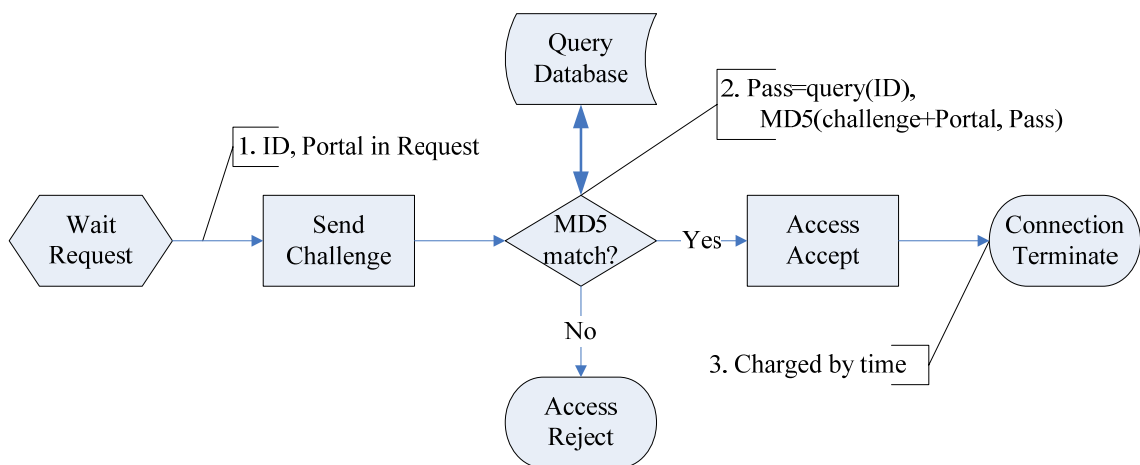 Query
Database
2. Pass=query(ID),
MD5(challenge+Portal, Pass)
1. ID, Portal in Request
Wait
Request
Send
Challenge
MD5
match?
Yes
Access
Accept
Connection
Terminate
No
3. Charged by time
Access
Reject